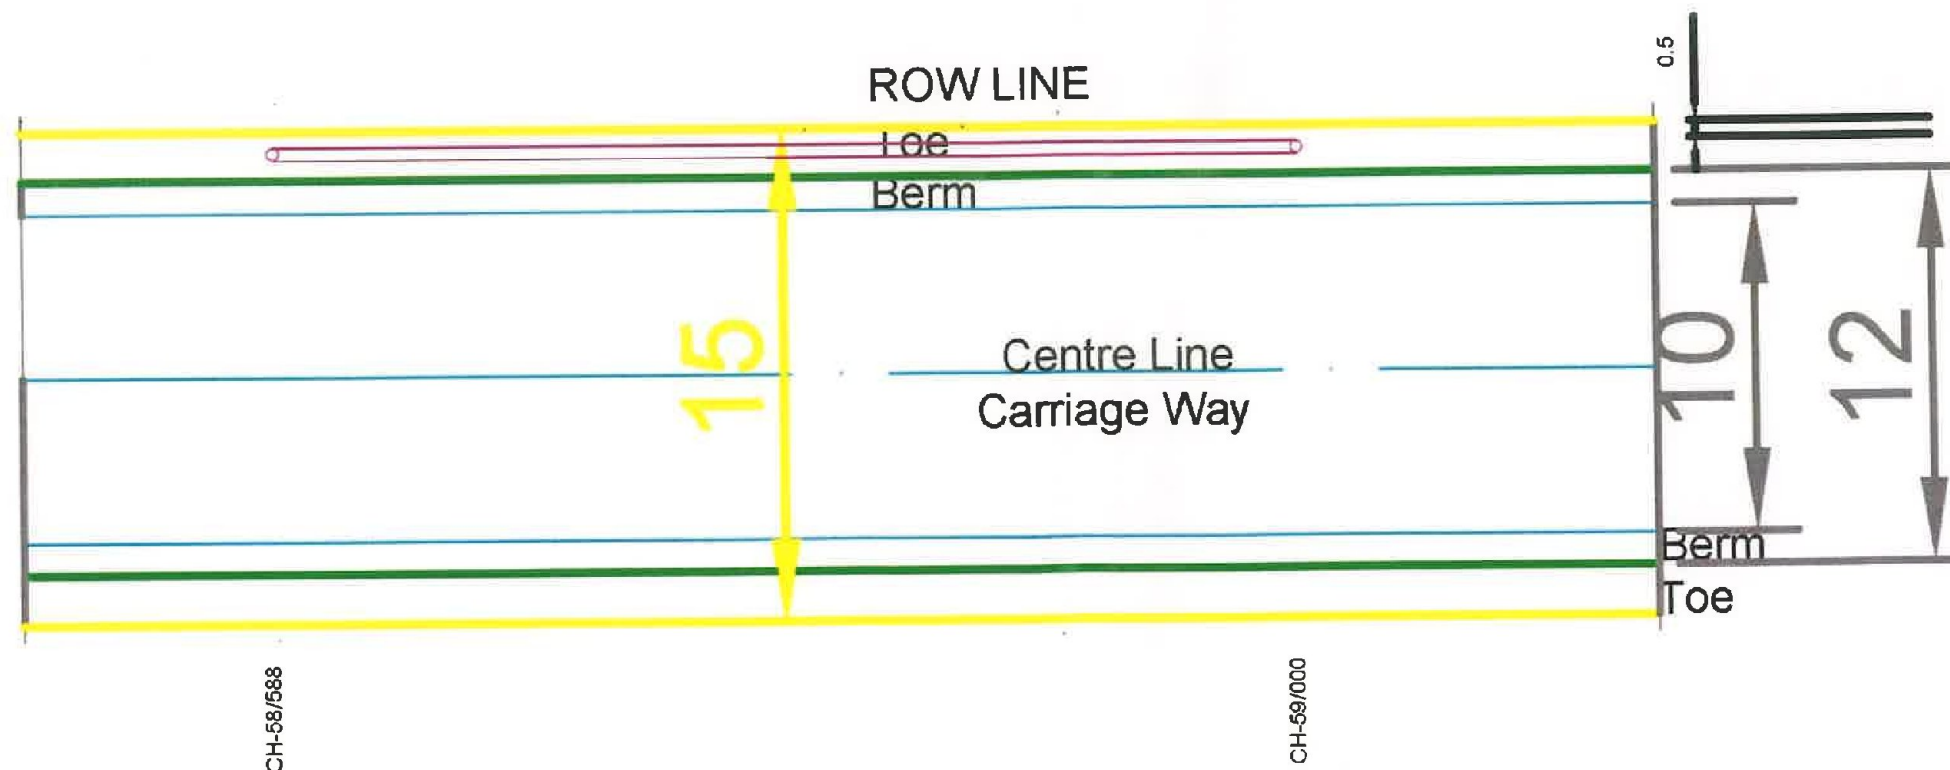 0.5
ROW LINE
Toe
Berm
15
Centre Line
Carriage Way
10
12
Berm
Toe
CH-58/588
CH-59/000